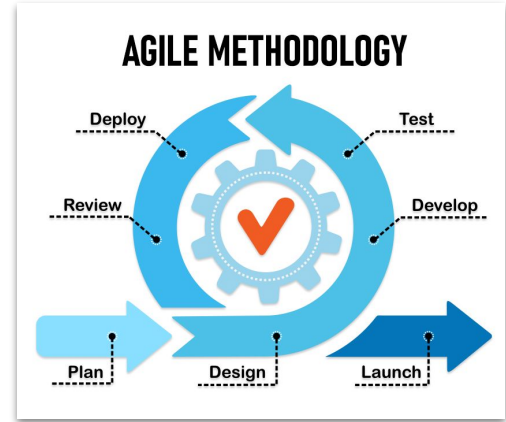 AGILE METHODOLOGY
Deploy
Test
Review
Develop
Plan
Design
Launch